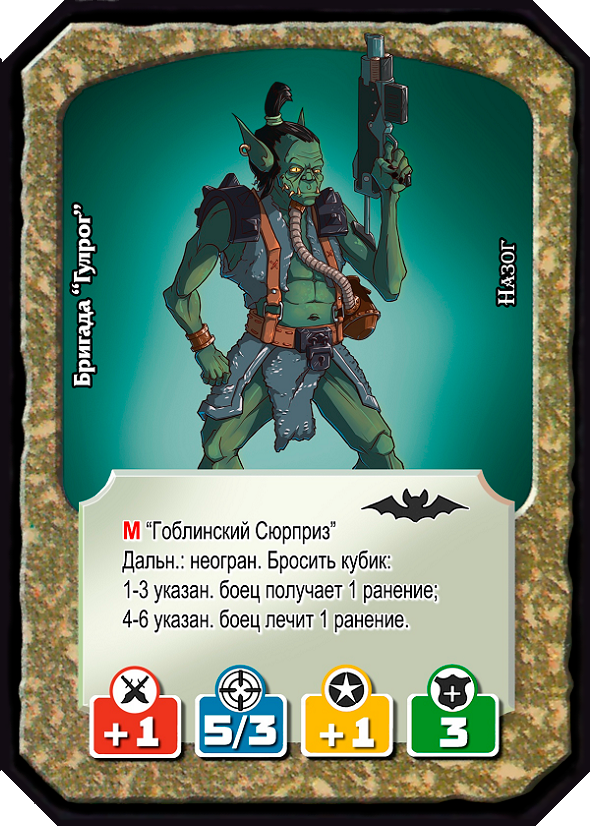 Бригада “Гулрог”
Назог
М “Гоблинский Сюрприз”
Дальн.: неогран. Бросить кубик:
1-3 указан. боец получает 1 ранение;
4-6 указан. боец лечит 1 ранение.
+1 5/3 +1 3